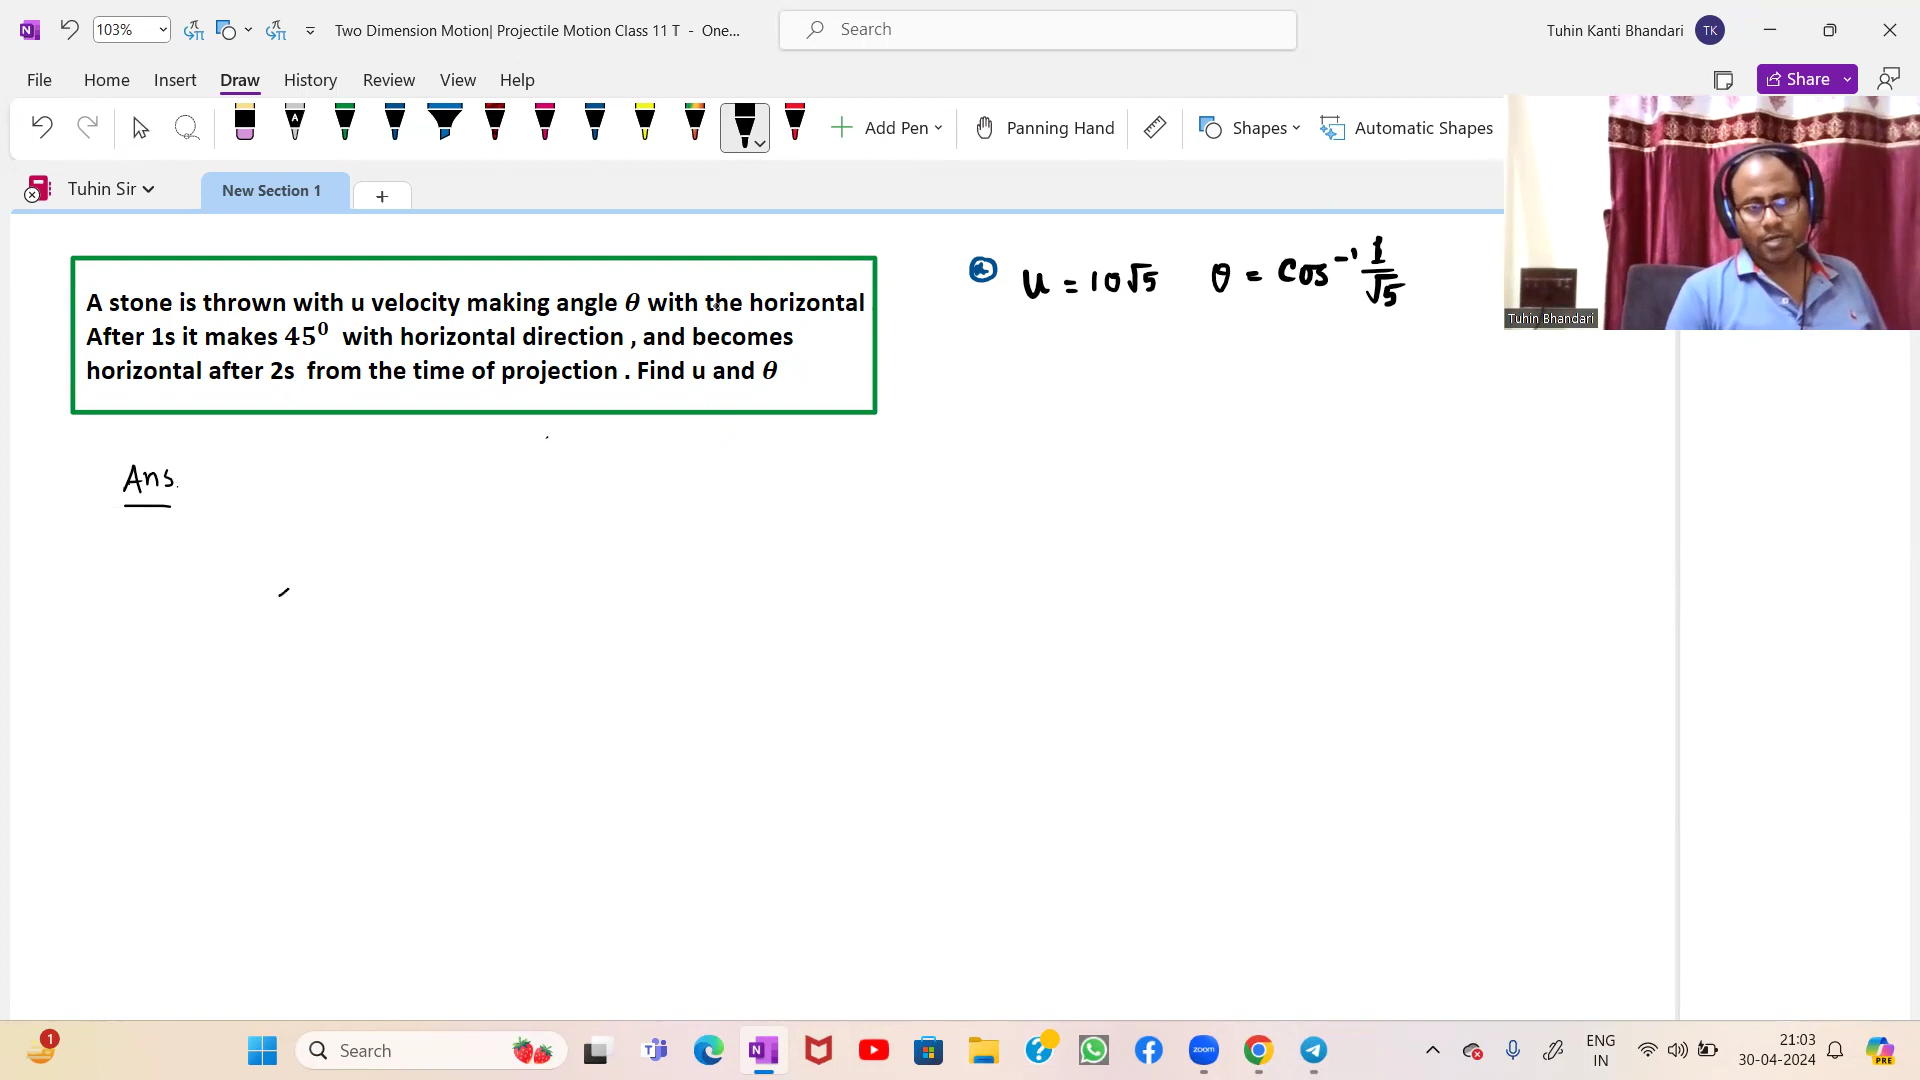 103%
Two Dimension Motion| Projectile Motion Class 11 T - One...
Search
Tuhin Kanti Bhandari
TK
File Home Insert Draw History Review View Help
Share
A
Add Pen
Panning Hand
Shapes
Automatic Shapes
Tuhin Sir
New Section 1
+
A stone is thrown with u velocity making angle θ with the horizontal
After 1s it makes 45⁰ with horizontal direction , and becomes
horizontal after 2s from the time of projection . Find u and θ
u = 10√5 θ = cos⁻¹ 1/√5
Tuhin Bhandari
Ans.
1
Search
zoom
ENG
IN
21:03
30-04-2024
PRE